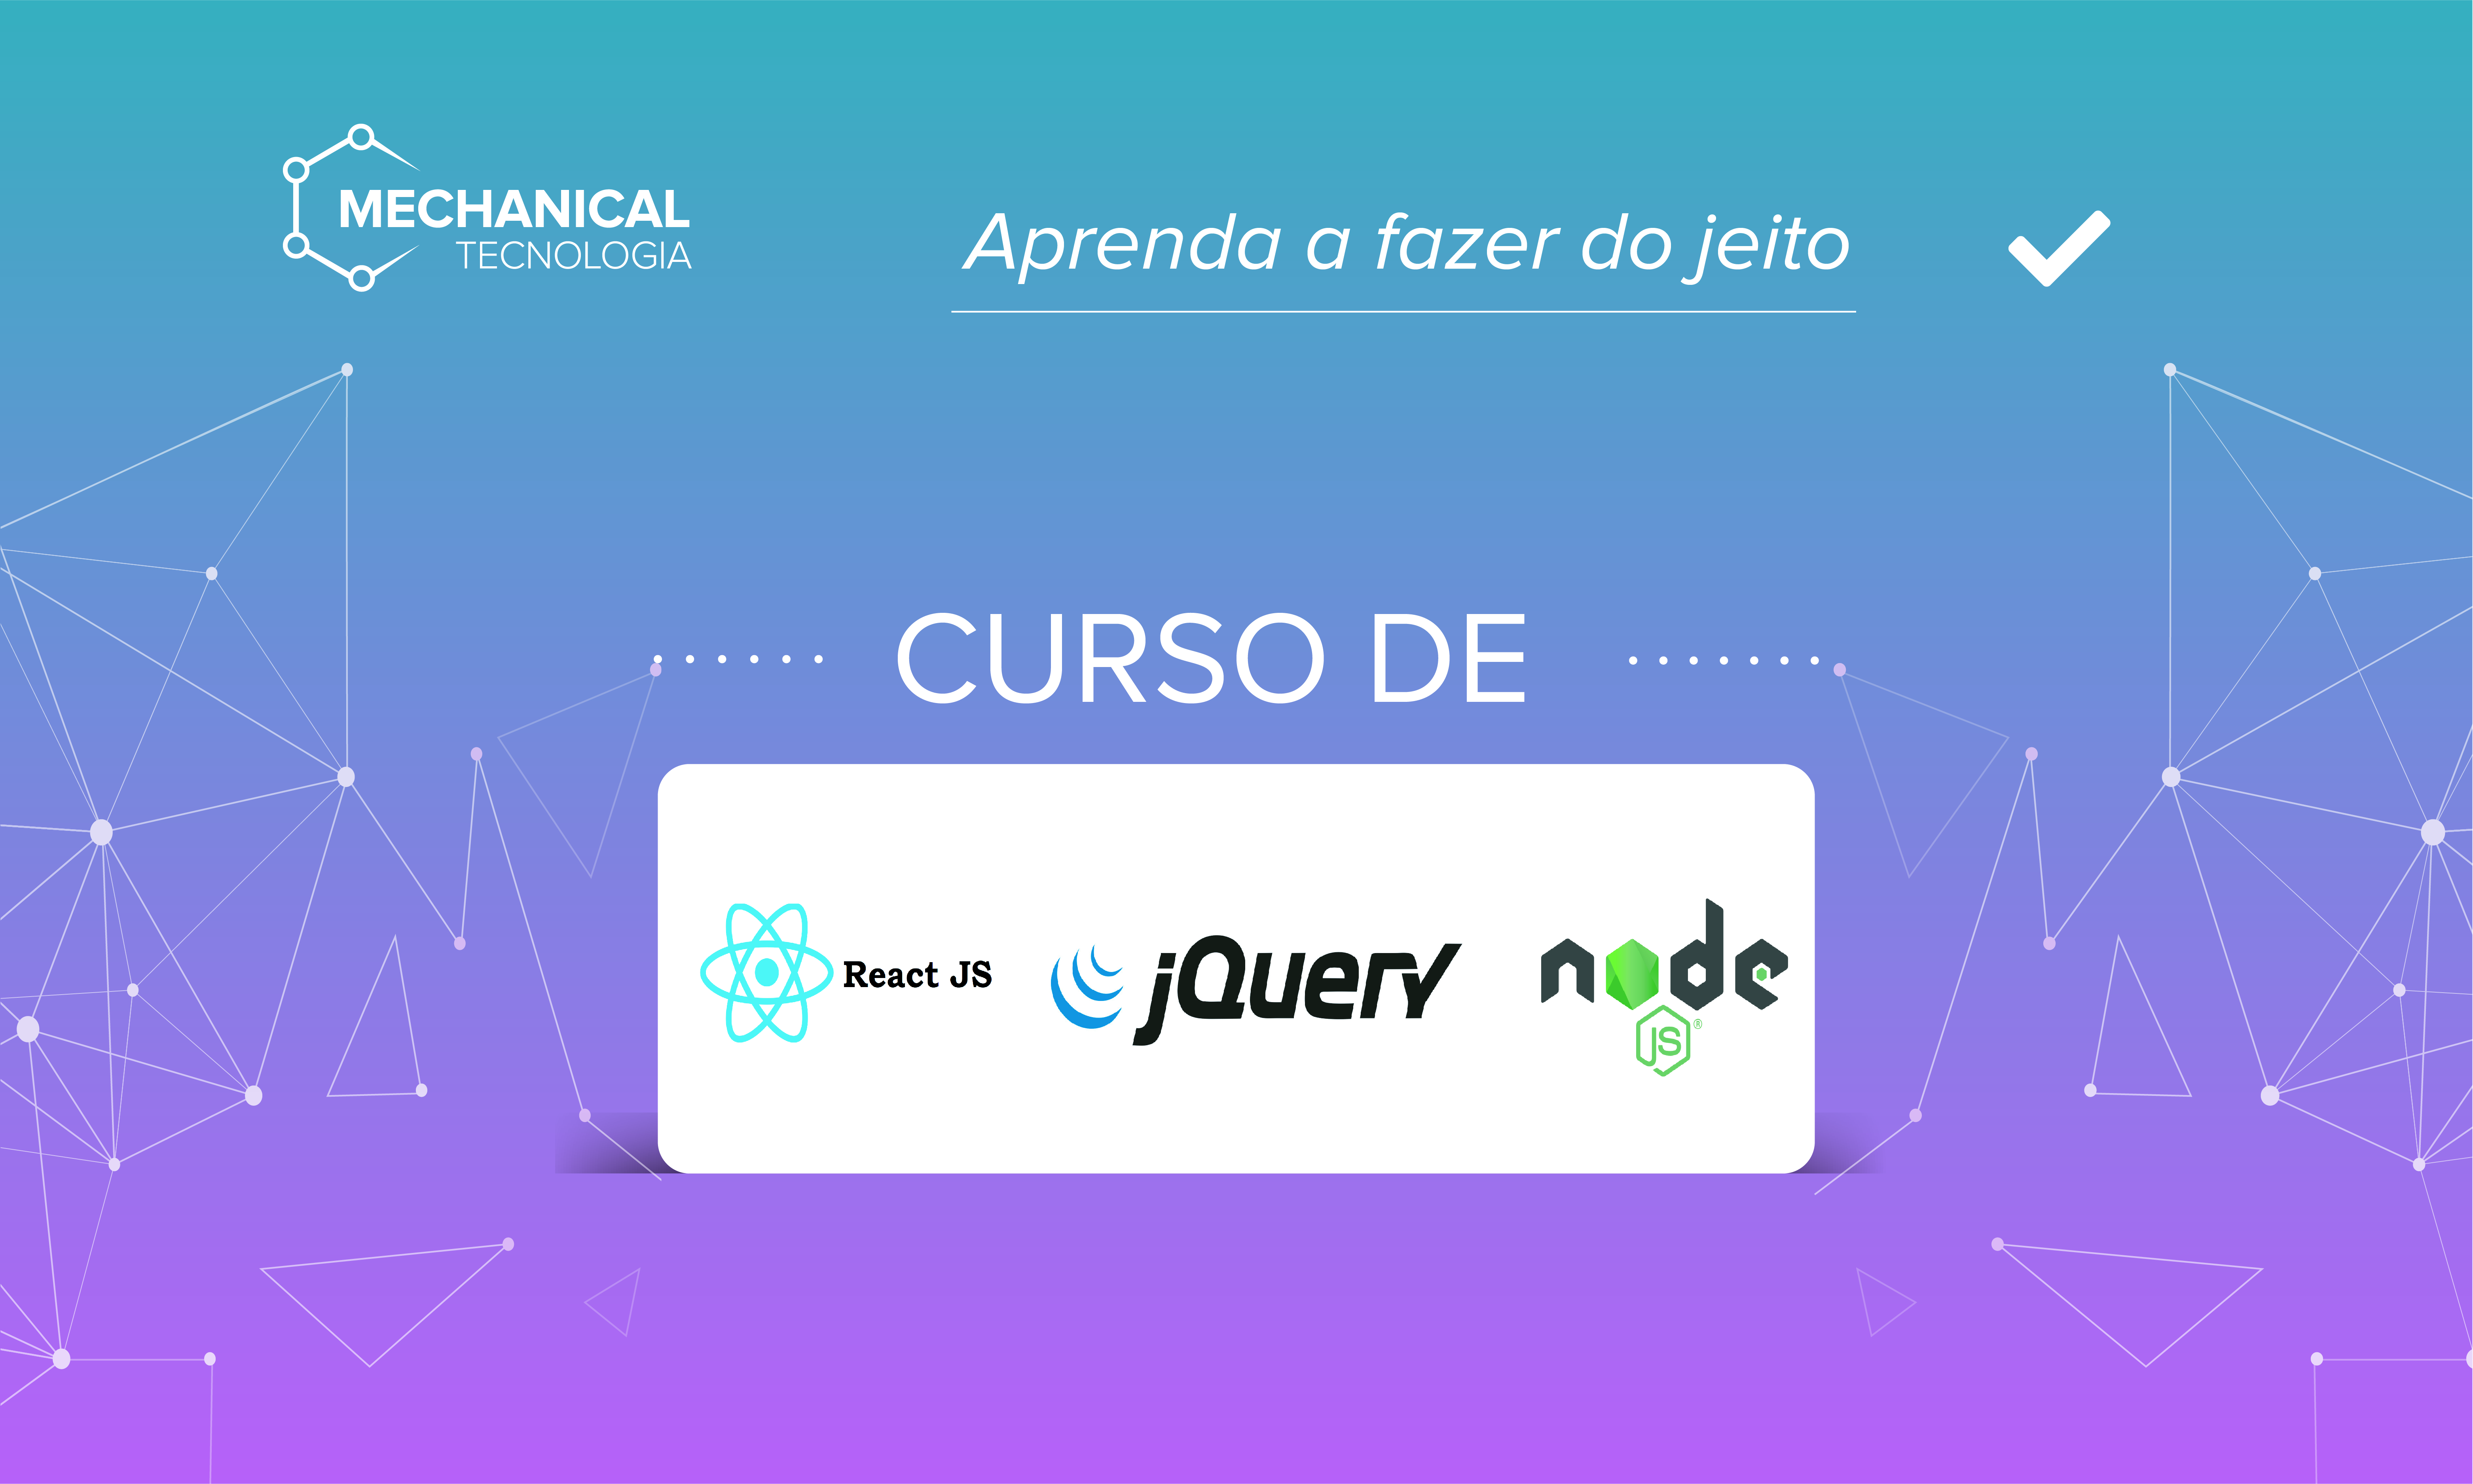 MECHANICAL
TECNOLOGIA
Aprenda a fazer do jeito
CURSO DE
React JS
jQuery
node
JS®